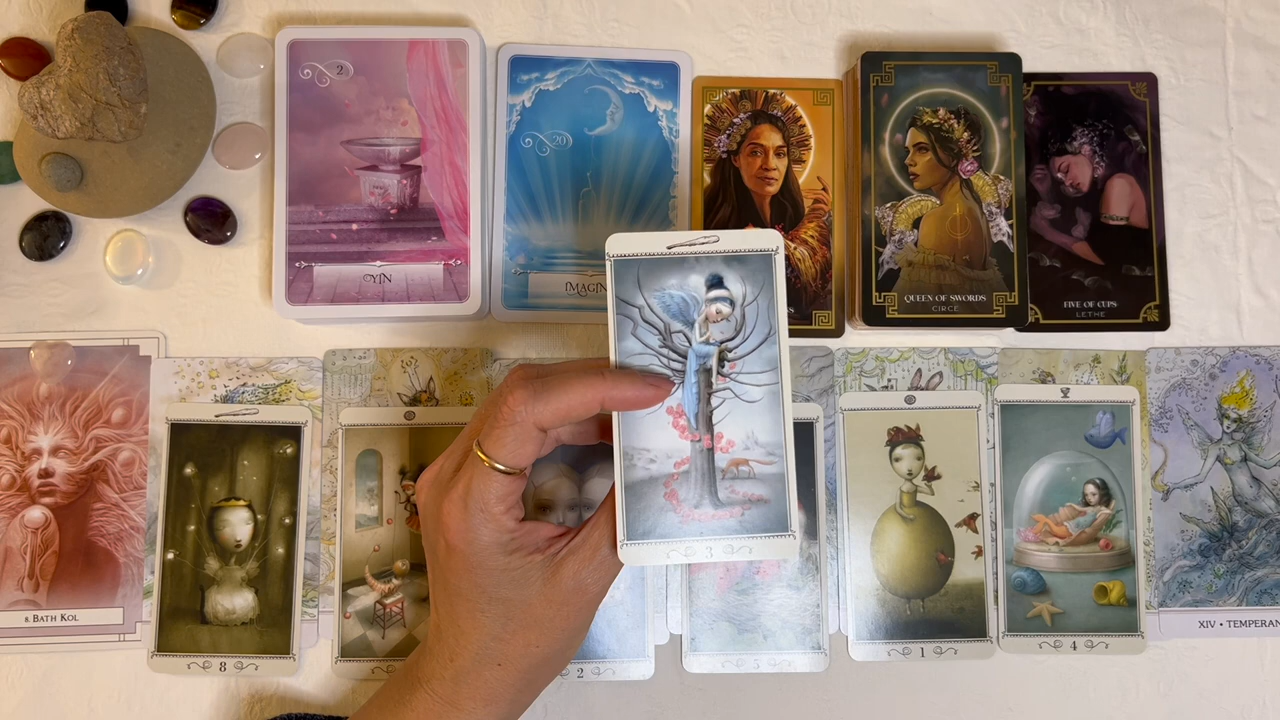 2
YIN
20
IMAGIN
S
QUEEN OF SWORDS
CIRCE
FIVE OF CUPS
LETHE
3
8. BATH KOL
8
2
5
1
4
XIV • TEMPERAN